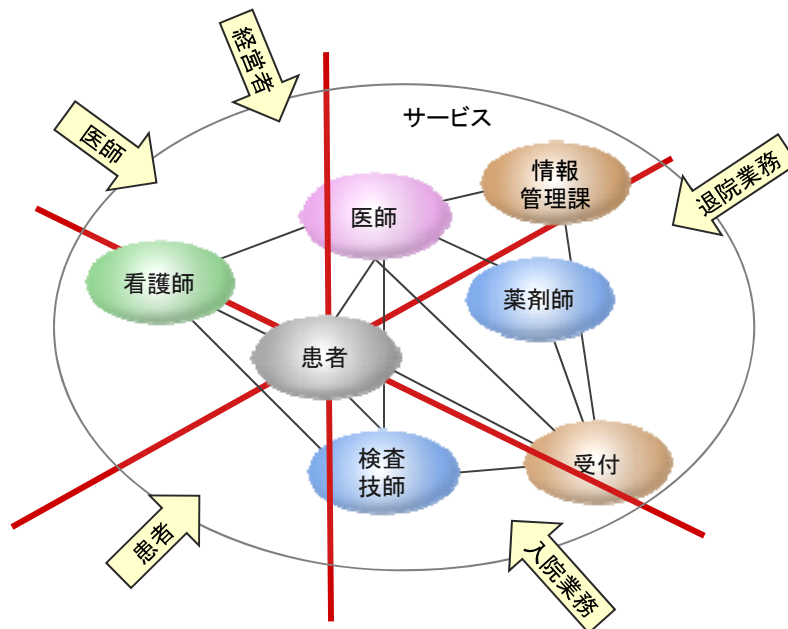 経営者
サービス
医師
退院業務
情報
管理課
医師
看護師
薬剤師
患者
検査
技師
受付
患者
入院業務